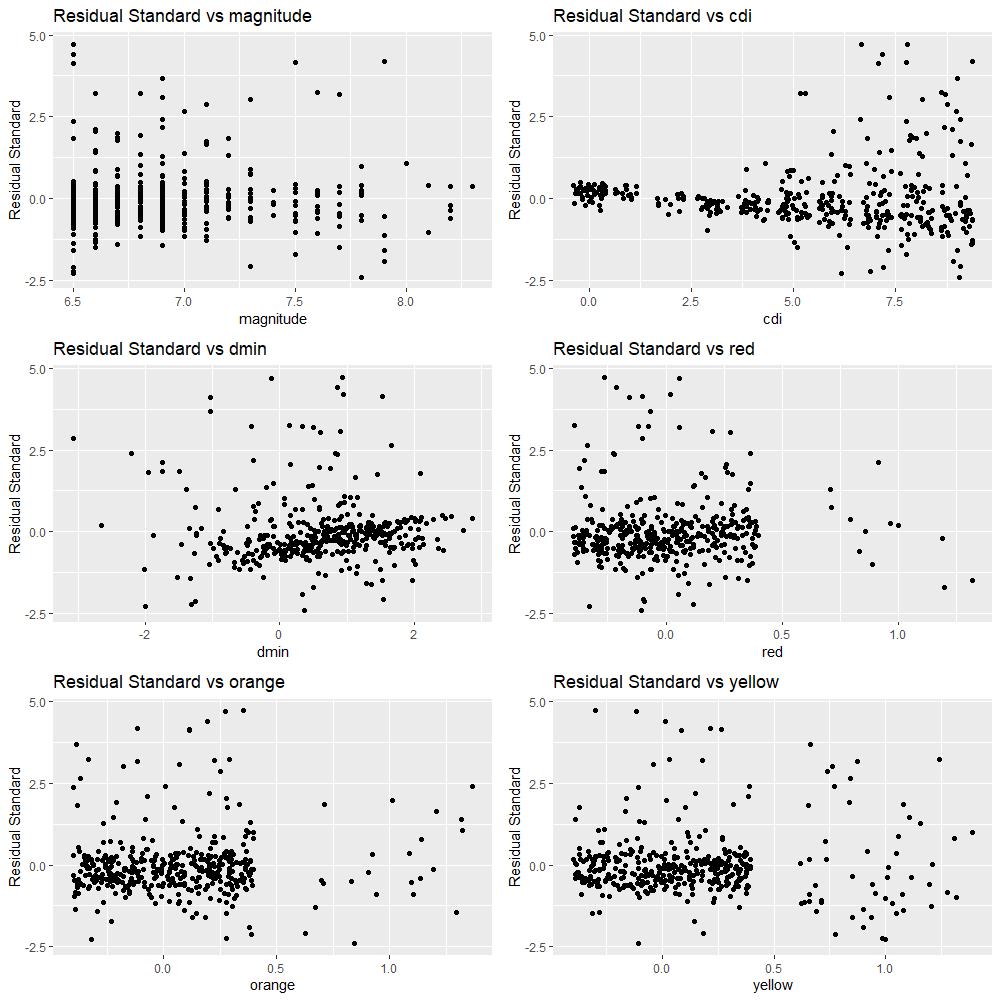 Residual Standard vs magnitude
Residual Standard
5.0
2.5
0.0
-2.5
6.5 7.0 7.5 8.0
magnitude
Residual Standard vs cdi
Residual Standard
5.0
2.5
0.0
-2.5
0.0 2.5 5.0 7.5
cdi
Residual Standard vs dmin
Residual Standard
5.0
2.5
0.0
-2.5
-2 0 2
dmin
Residual Standard vs red
Residual Standard
5.0
2.5
0.0
-2.5
0.0 0.5 1.0
red
Residual Standard vs orange
Residual Standard
5.0
2.5
0.0
-2.5
0.0 0.5 1.0
orange
Residual Standard vs yellow
Residual Standard
5.0
2.5
0.0
-2.5
0.0 0.5 1.0
yellow